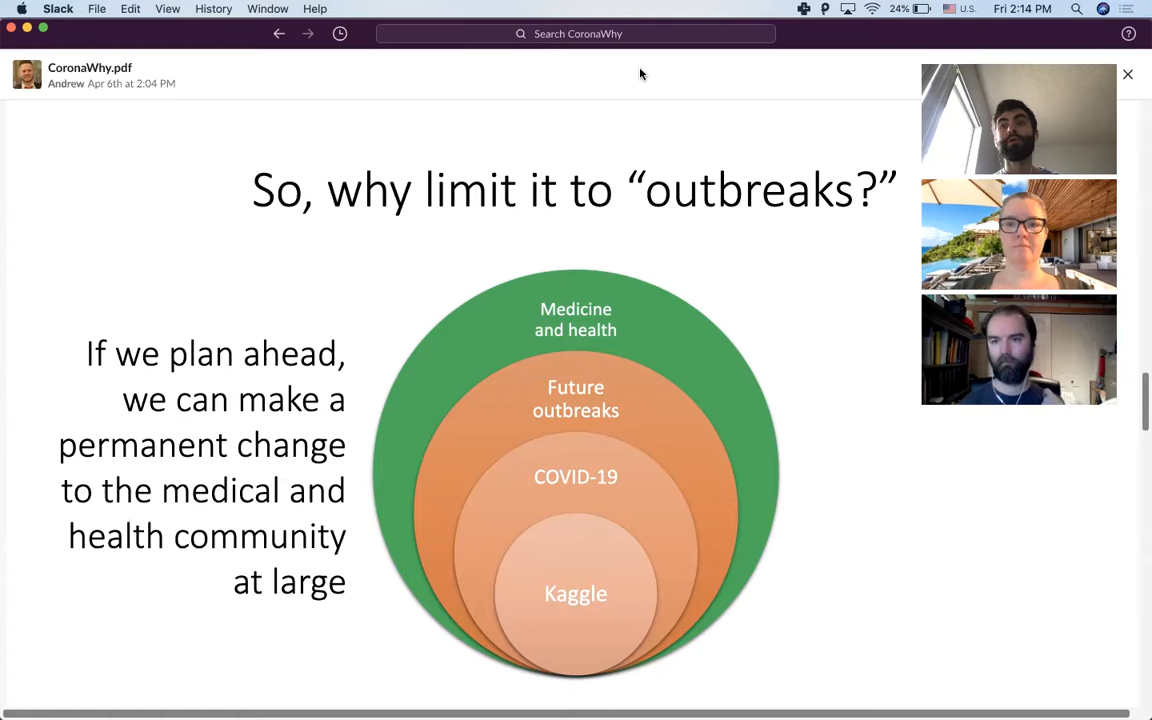 Slack File Edit View History Window Help 24% U.S. Fri 2:14 PM
Search CoronaWhy
CoronaWhy.pdf
Andrew Apr 6th at 2:04 PM
So, why limit it to “outbreaks?”
If we plan ahead,
we can make a
permanent change
to the medical and
health community
at large
Medicine
and health
Future
outbreaks
COVID-19
Kaggle